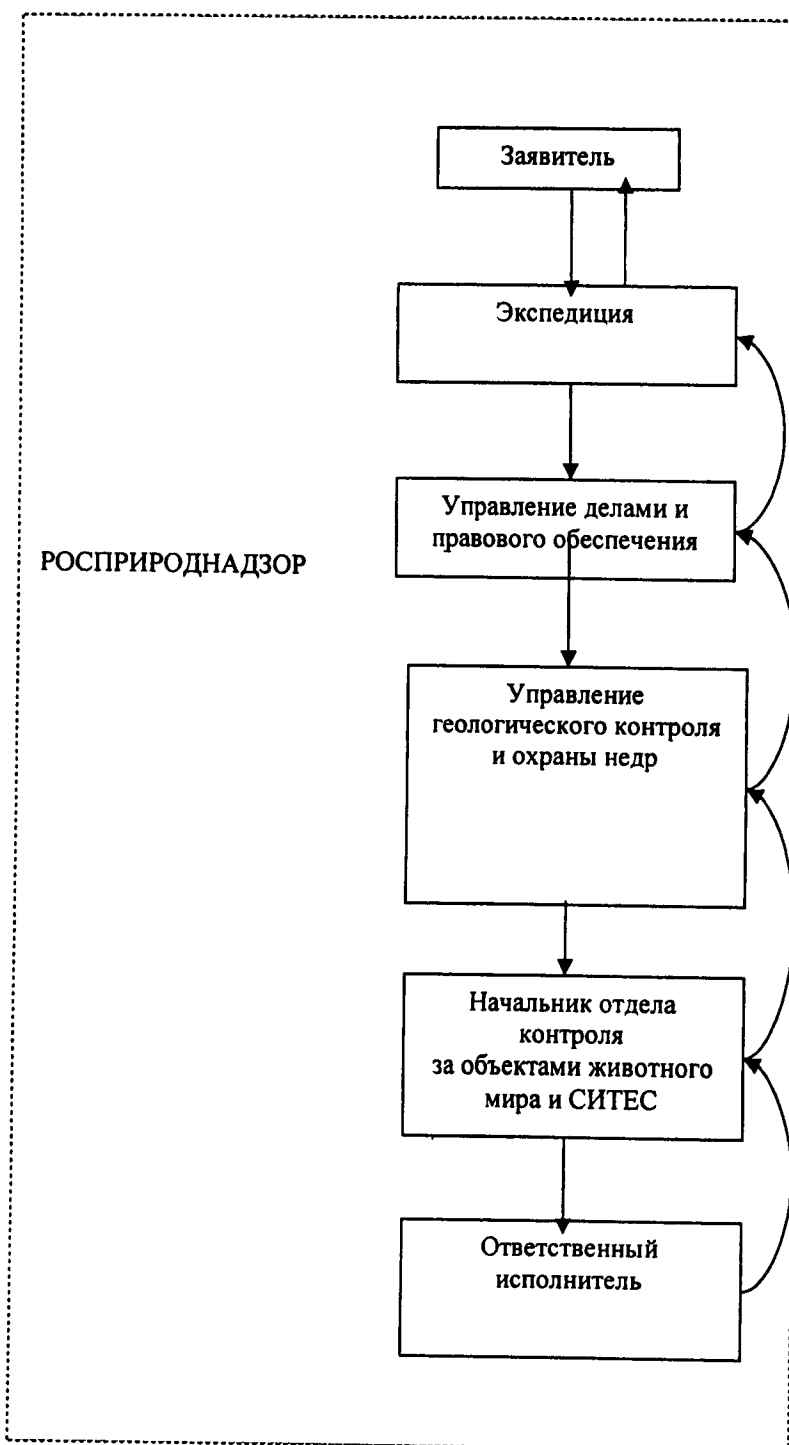 Заявитель
Экспедиция
Управление делами и
правового обеспечения
РОСПРИРОДНАДЗОР
Управление
геологического контроля
и охраны недр
Начальник отдела
контроля
за объектами животного
мира и СИТЕС
Ответственный
исполнитель